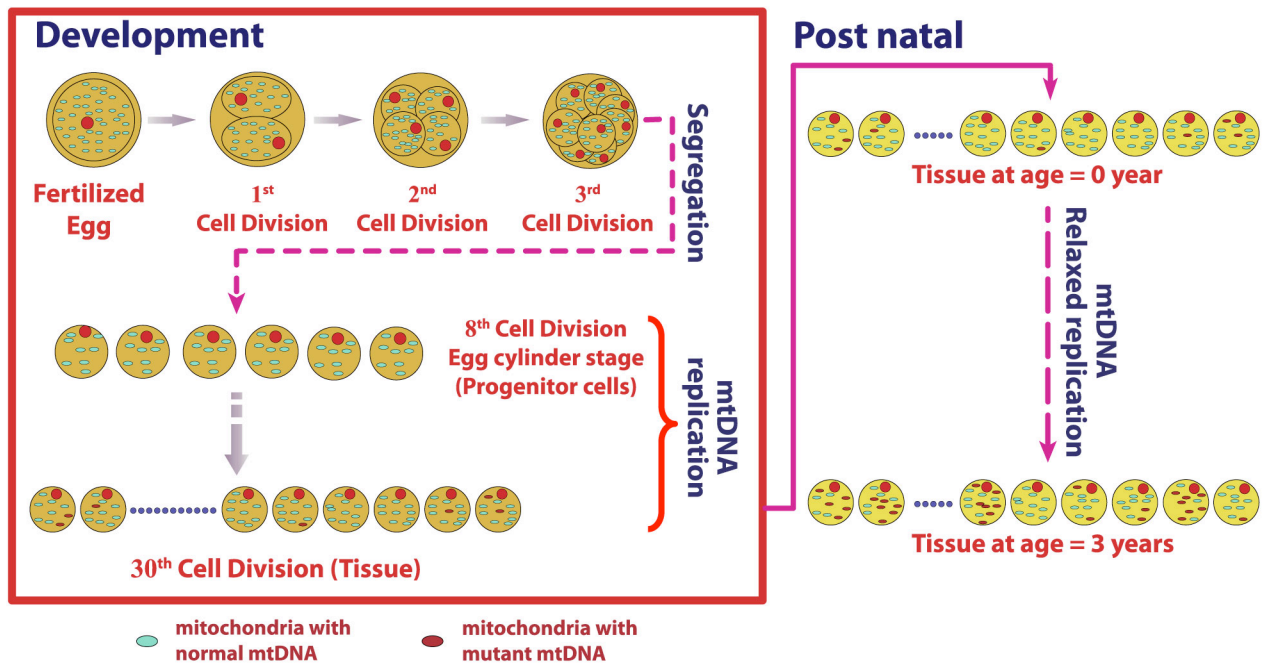 Development
Fertilized
Egg
1st
Cell Division
2nd
Cell Division
3rd
Cell Division
Segregation
8th Cell Division
Egg cylinder stage
(Progenitor cells)
mtDNA
replication
30th Cell Division (Tissue)
Post natal
Tissue at age = 0 year
mtDNA
Relaxed replication
Tissue at age = 3 years
mitochondria with
normal mtDNA
mitochondria with
mutant mtDNA